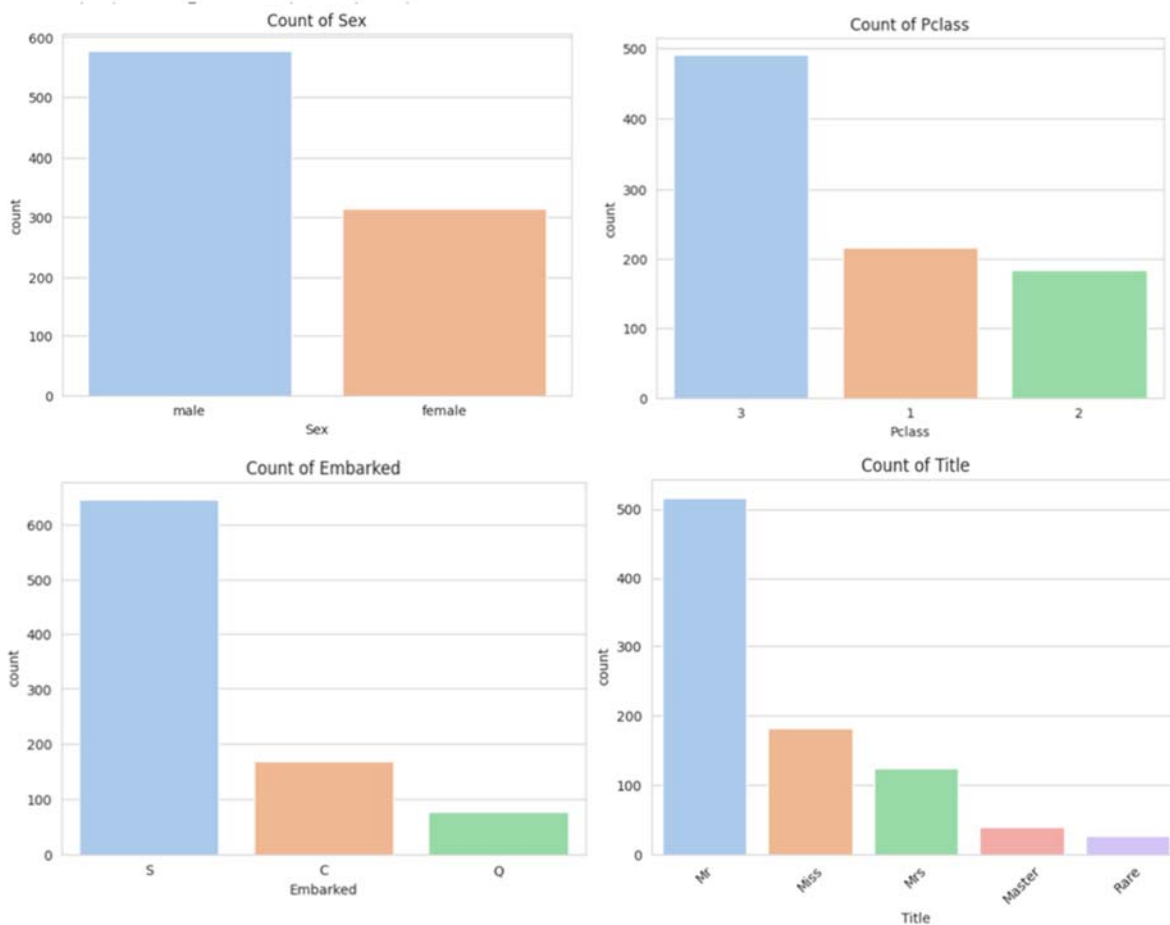 Count of Sex
600
500
400
300
200
100
0
count
male female
Sex
Count of Pclass
500
400
300
200
100
0
count
3 1 2
Pclass
Count of Embarked
600
500
400
300
200
100
0
count
S C Q
Embarked
Count of Title
500
400
300
200
100
0
count
Mr Miss Mrs Master Rare
Title